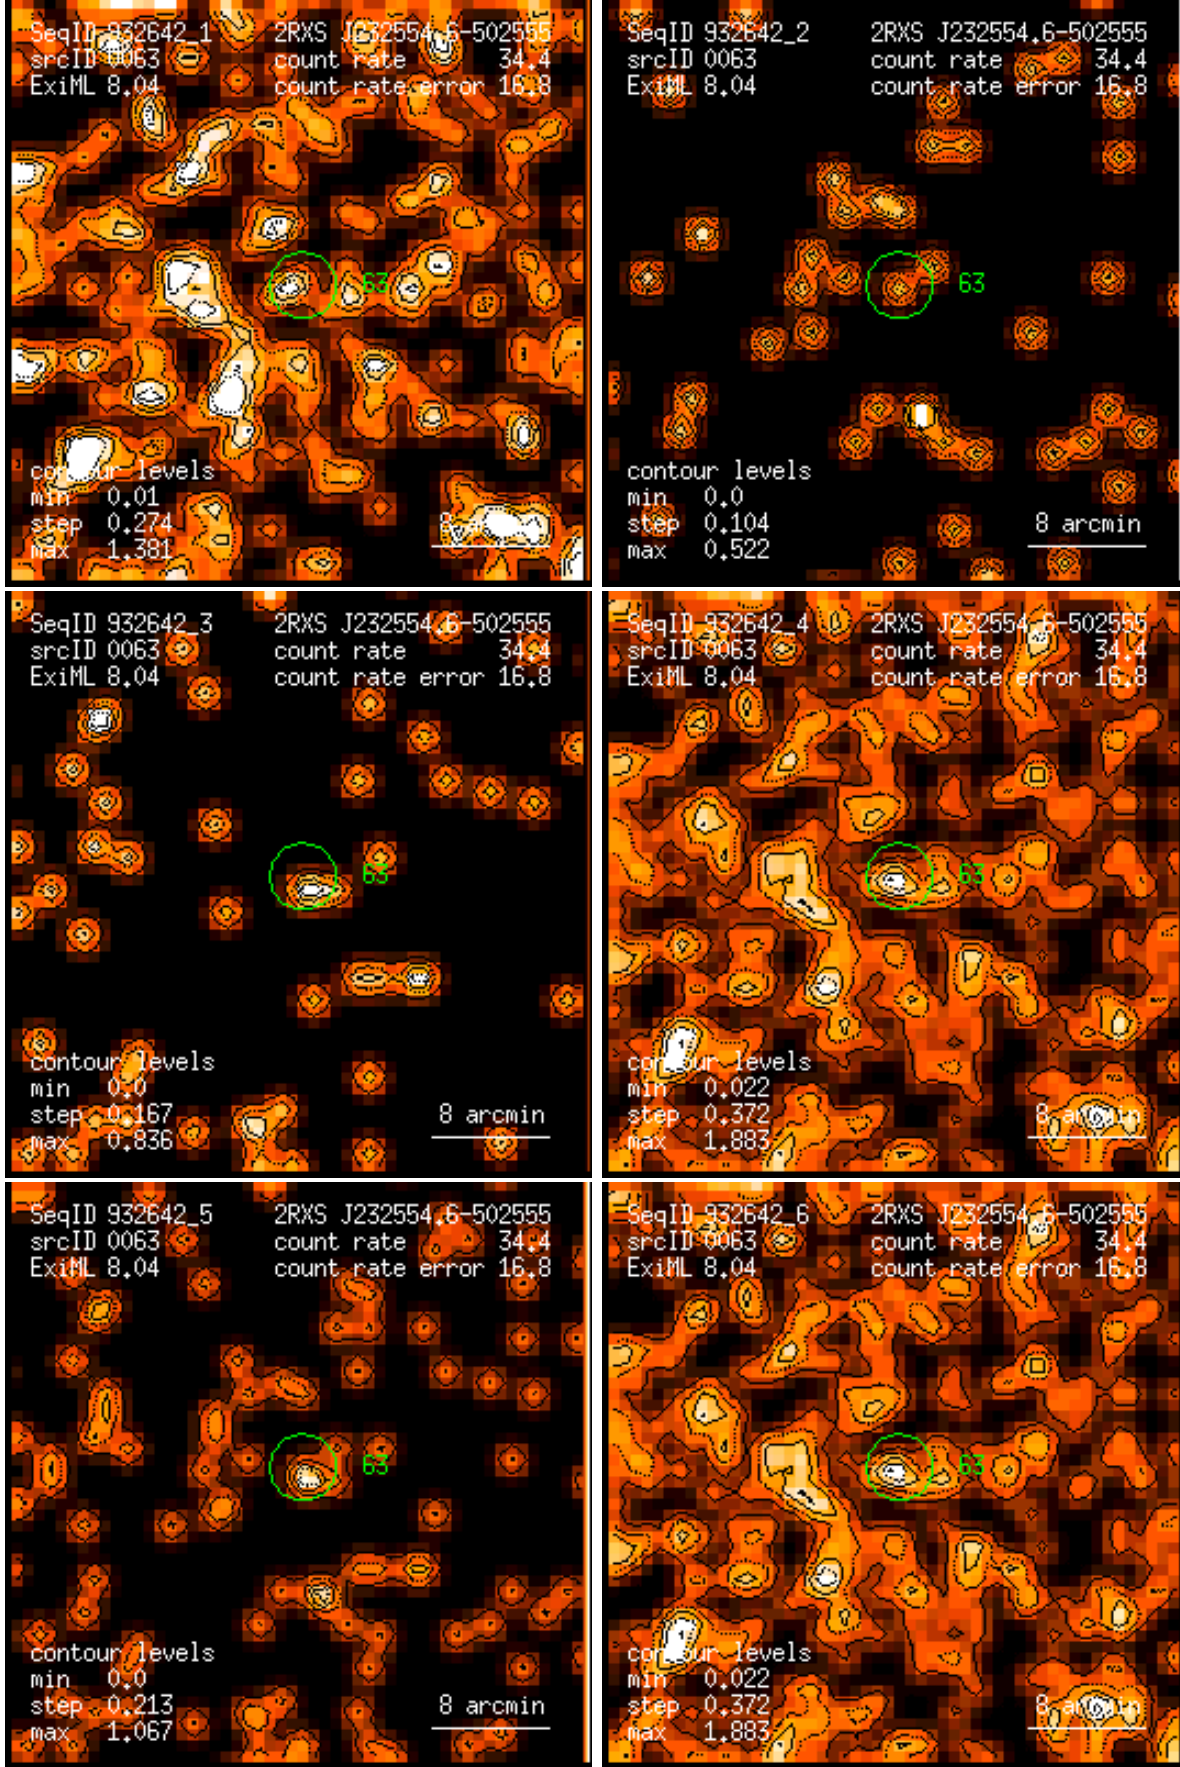 SeqID 932642_1 2RXS J232554.6-502555
srcID 0063 count rate 34.4
ExiML 8.04 count rate error 16.8
63
contour levels
min 0.01
step 0.274 8 arcmin
max 1.381
SeqID 932642_2 2RXS J232554.6-502555
srcID 0063 count rate 34.4
ExiML 8.04 count rate error 16.8
63
contour levels
min 0.0
step 0.104 8 arcmin
max 0.522
SeqID 932642_3 2RXS J232554.6-502555
srcID 0063 count rate 34.4
ExiML 8.04 count rate error 16.8
63
contour levels
min 0.0
step 0.167 8 arcmin
max 0.836
SeqID 932642_4 2RXS J232554.6-502555
srcID 0063 count rate 34.4
ExiML 8.04 count rate error 16.8
63
contour levels
min 0.022
step 0.372 8 arcmin
max 1.883
SeqID 932642_5 2RXS J232554.6-502555
srcID 0063 count rate 34.4
ExiML 8.04 count rate error 16.8
63
contour levels
min 0.0
step 0.213 8 arcmin
max 1.067
SeqID 932642_6 2RXS J232554.6-502555
srcID 0063 count rate 34.4
ExiML 8.04 count rate error 16.8
63
contour levels
min 0.022
step 0.372 8 arcmin
max 1.883